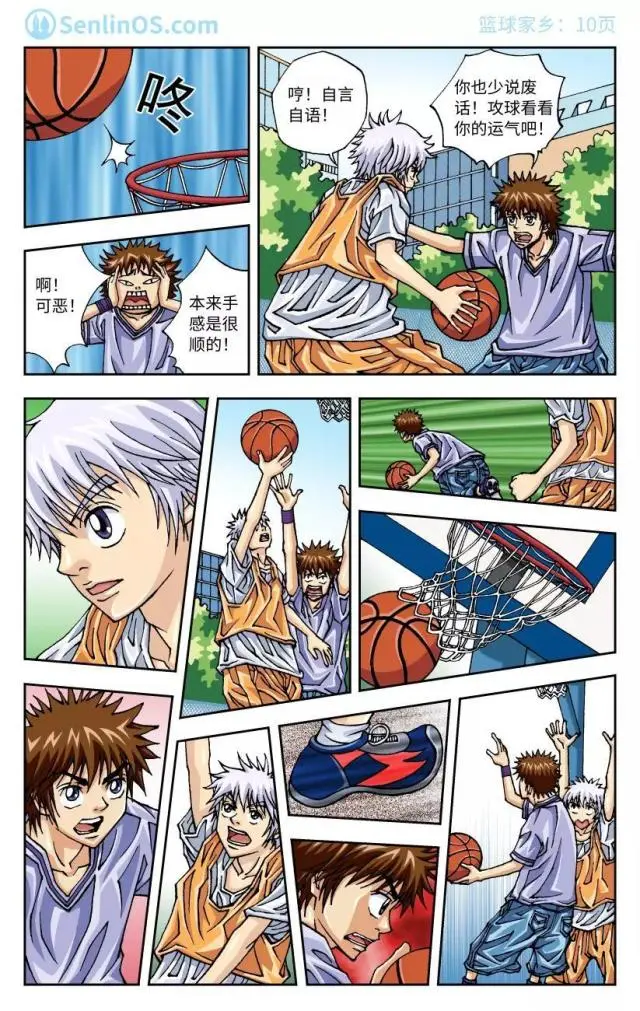 SenlinOS.com
篮球家乡：10页
咚
哼！自言
自语！
你也少说废
话！攻球看看
你的运气吧！
啊！
可恶！
本来手
感是很
顺的！